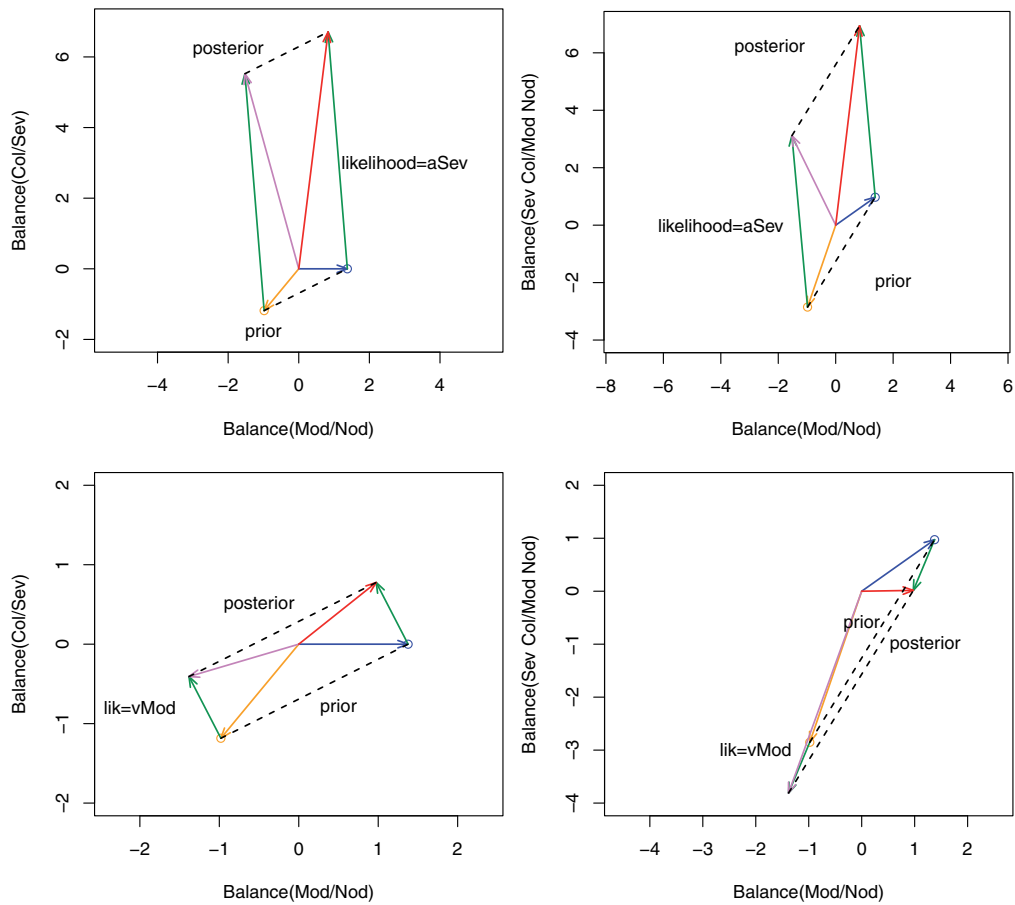 posterior
likelihood=aSev
prior
Balance(Col/Sev)
6
4
2
0
−2
−4 −2 0 2 4
Balance(Mod/Nod)
posterior
likelihood=aSev
prior
Balance(Sev Col/Mod Nod)
6
4
2
0
−2
−4
−8 −6 −4 −2 0 2 4 6
Balance(Mod/Nod)
posterior
lik=vMod
prior
Balance(Col/Sev)
2
1
0
−1
−2
−2 −1 0 1 2
Balance(Mod/Nod)
prior
posterior
lik=vMod
Balance(Sev Col/Mod Nod)
2
1
0
−1
−2
−3
−4
−4 −3 −2 −1 0 1 2
Balance(Mod/Nod)